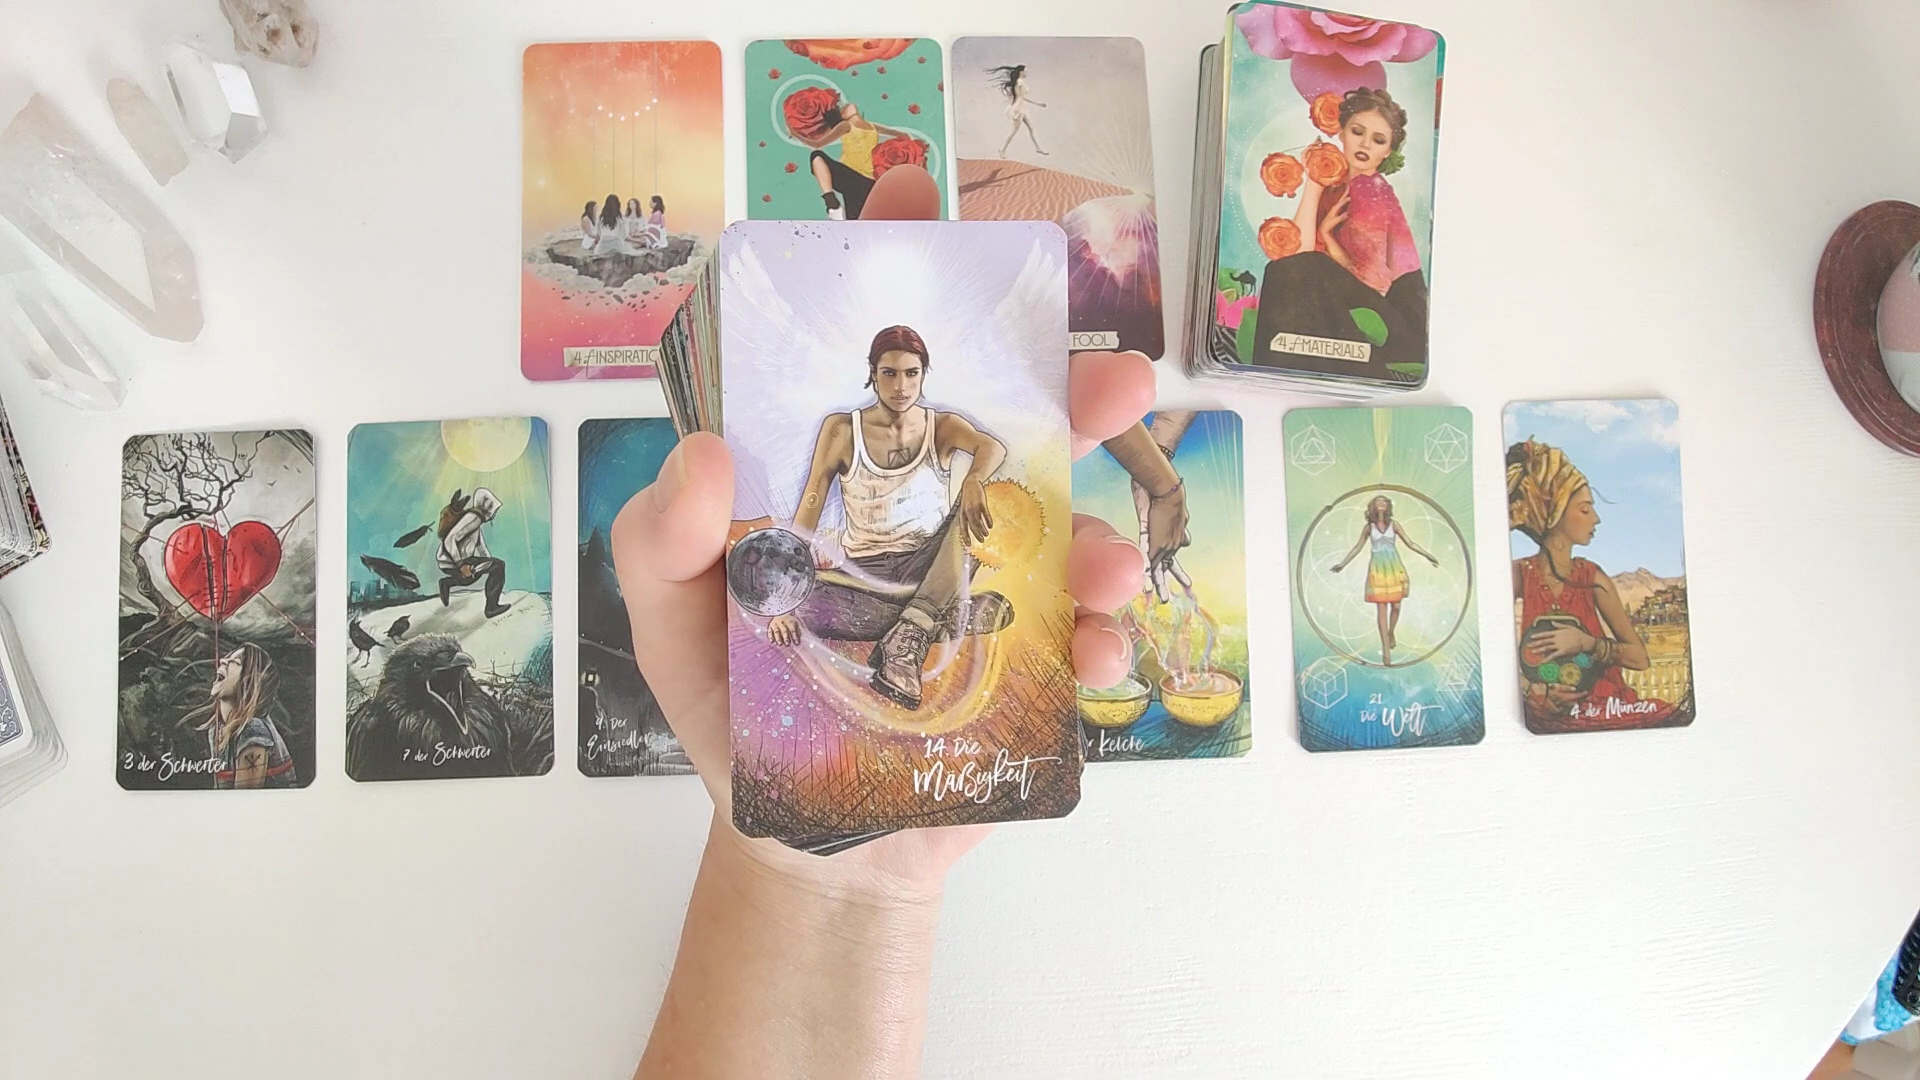 4 of INSPIRATIO
FOOL
4 of MATERIALS
3 der Schwerter
7 der Schwerter
9. Der
Einsiedler
14. Die
Mäßigkeit
r Kelche
21.
Die Welt
4 der Münzen